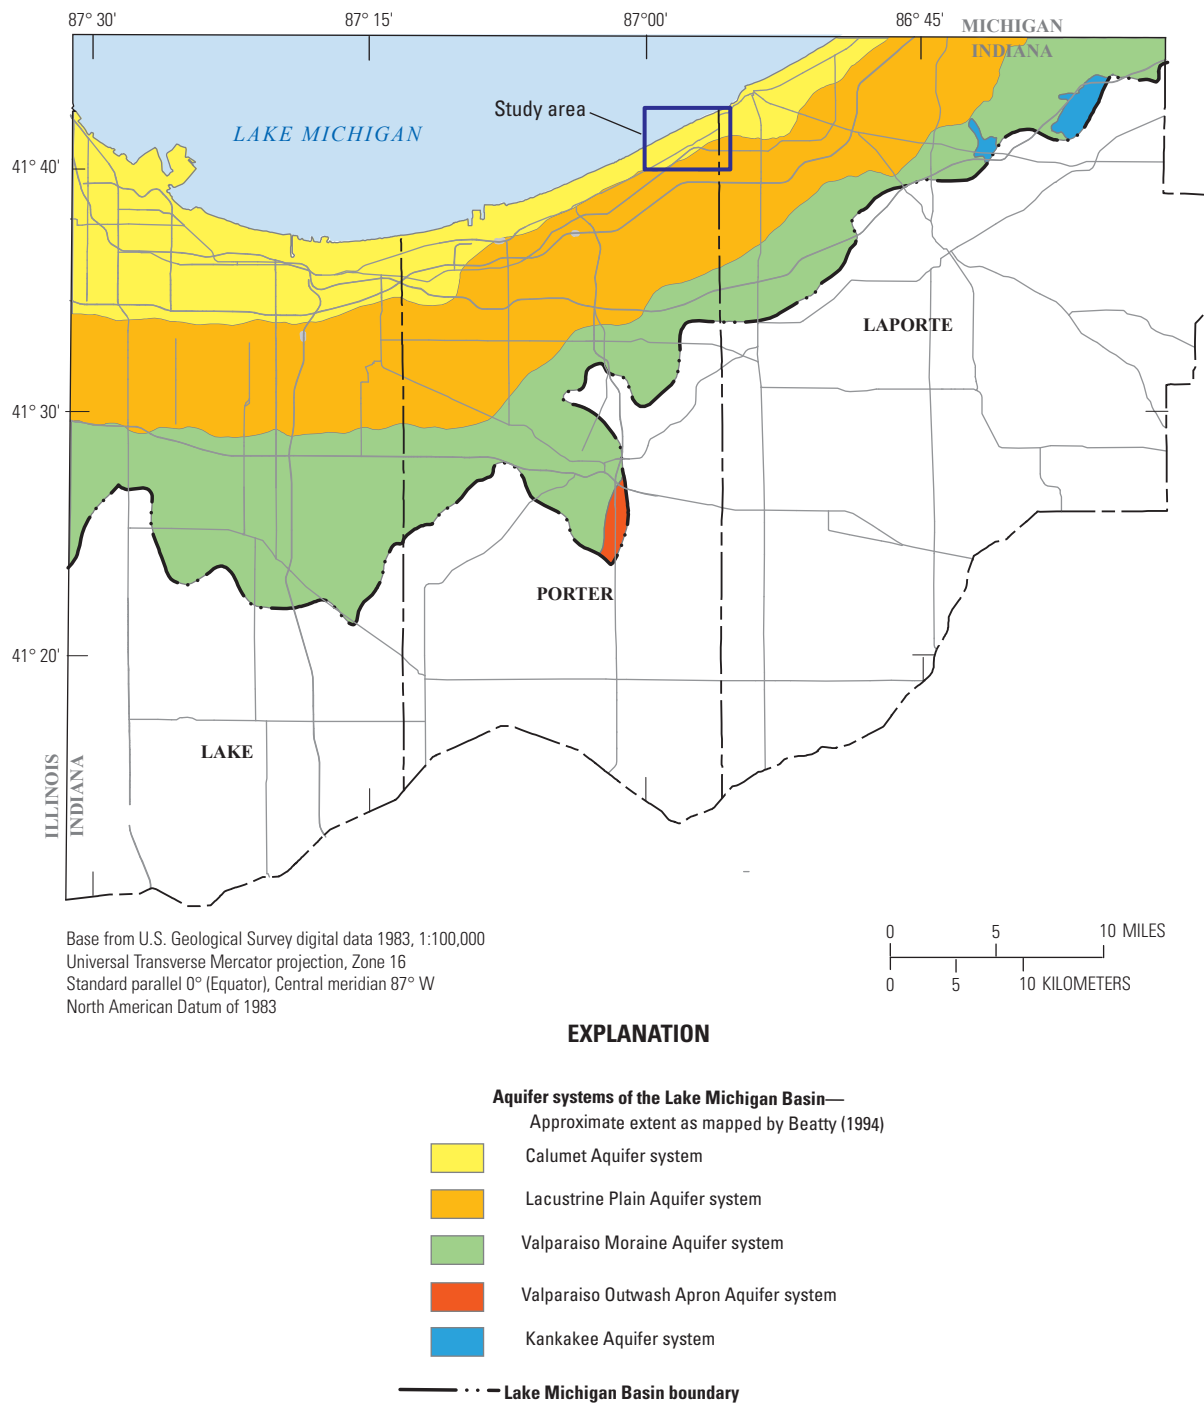 87° 30'
87° 15'
87° 00'
86° 45'
MICHIGAN
INDIANA
Study area
LAKE MICHIGAN
41° 40'
LAPORTE
41° 30'
PORTER
41° 20'
LAKE
ILLINOIS
INDIANA
Base from U.S. Geological Survey digital data 1983, 1:100,000
Universal Transverse Mercator projection, Zone 16
Standard parallel 0° (Equator), Central meridian 87° W
North American Datum of 1983
0 5 10 MILES
0 5 10 KILOMETERS
EXPLANATION
Aquifer systems of the Lake Michigan Basin—
Approximate extent as mapped by Beatty (1994)
Calumet Aquifer system
Lacustrine Plain Aquifer system
Valparaiso Moraine Aquifer system
Valparaiso Outwash Apron Aquifer system
Kankakee Aquifer system
Lake Michigan Basin boundary